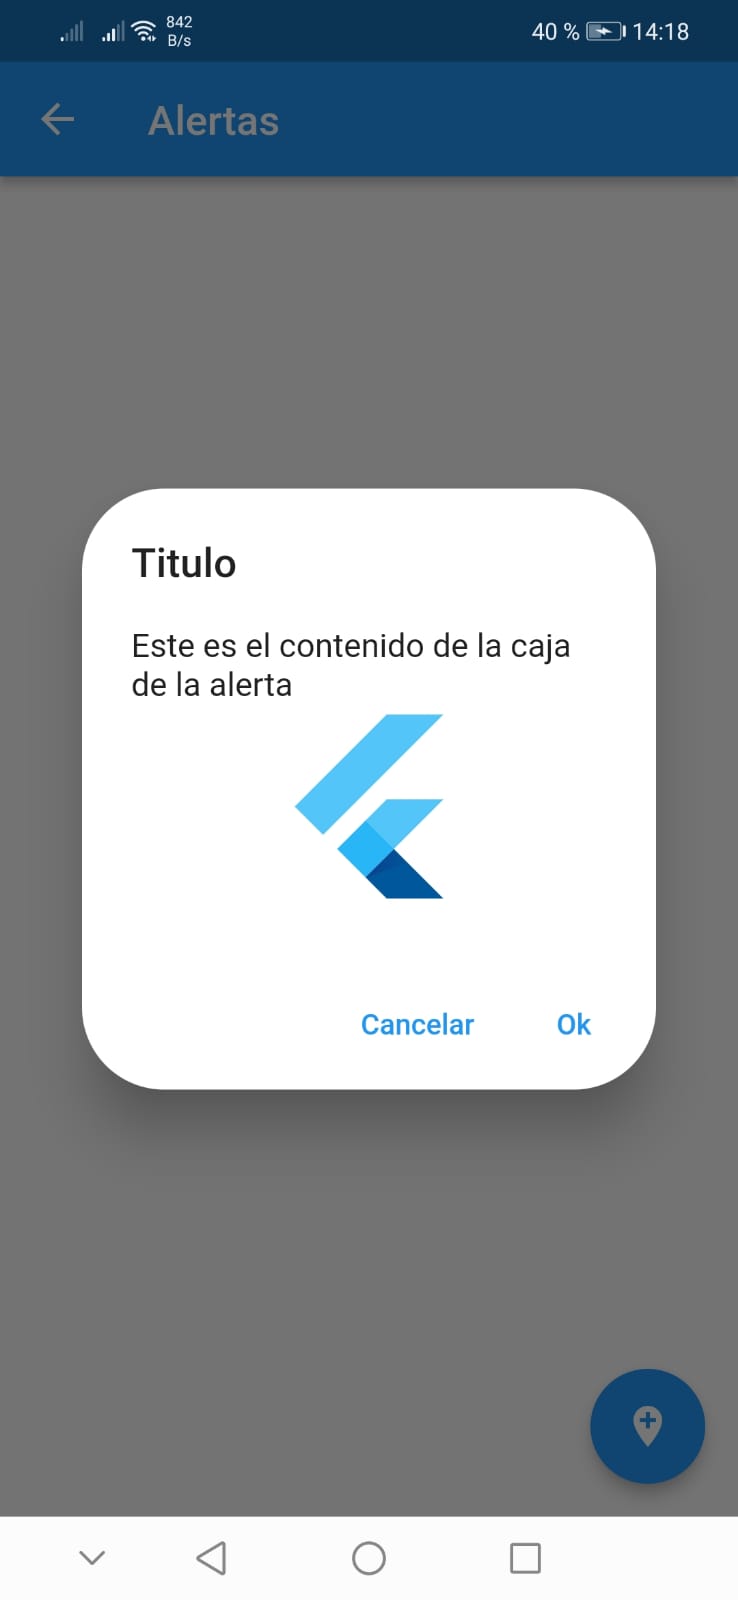 842
B/s
40 %
14:18
Alertas
Titulo
Este es el contenido de la caja
de la alerta
Cancelar
Ok